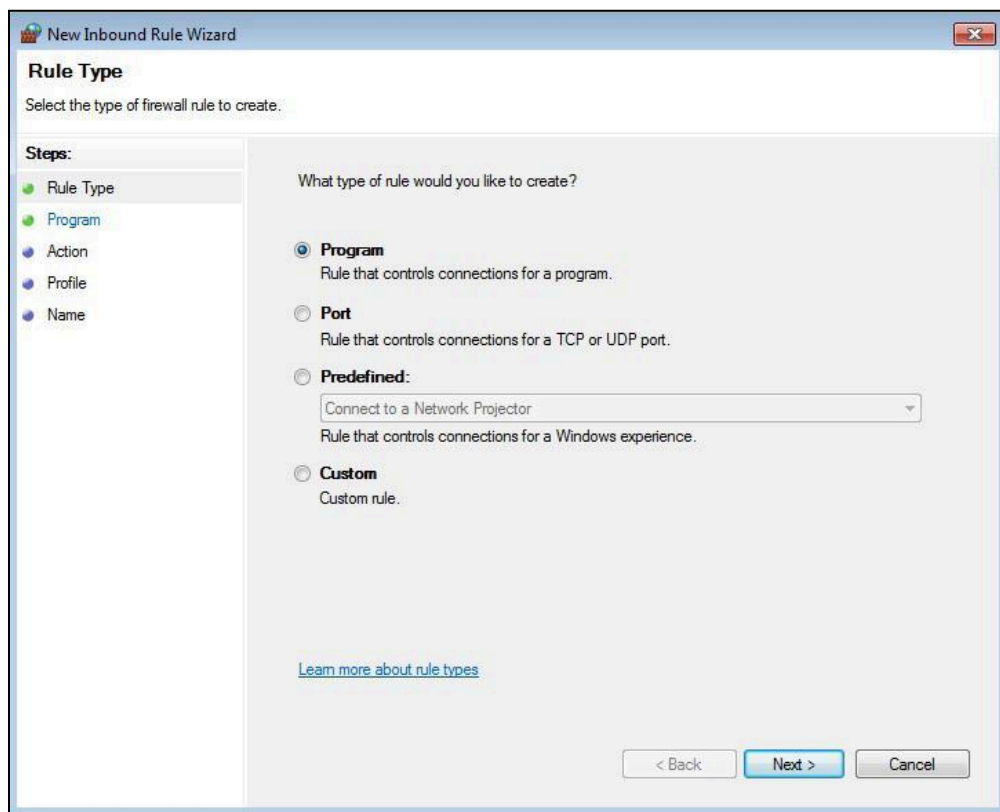 New Inbound Rule Wizard
Rule Type
Select the type of firewall rule to create.
Steps:
Rule Type
Program
Action
Profile
Name
What type of rule would you like to create?
Program
Rule that controls connections for a program.
Port
Rule that controls connections for a TCP or UDP port.
Predefined:
Connect to a Network Projector
Rule that controls connections for a Windows experience.
Custom
Custom rule.
Learn more about rule types
< Back Next > Cancel